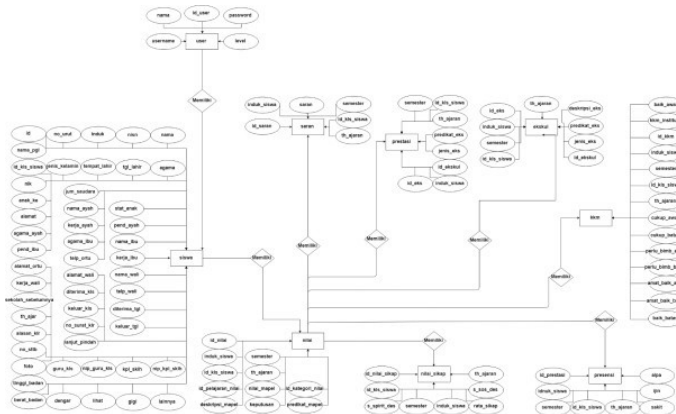 nama
id_user
password
username
user
level
Memiliki
induk_siswa
saran
semester
id_saran
saran
id_kls_siswa
th_ajaran
semester
id_kls_siswa
th_ajaran
predikat_eks
prestasi
jenis_eks
id_ekskul
id_eks
induk_siswa
th_ajaran
id_eks
deskripsi_eks
induk_siswa
ekskul
predikat_eks
semester
jenis_eks
id_kls_siswa
id_ekskul
id
no_urut
induk
nisn
nama
nama_pgl
id_kls_siswa
jenis_kelamin
tempat_lahir
tgl_lahir
agama
nik
anak_ke
alamat
agama_ayah
pend_ibu
alamat_ortu
kerja_wali
th_ajar
alasan_klr
foto
tinggi_badan
berat_badan
jum_saudara
nama_ayah
kerja_ayah
agama_ibu
telp_ortu
alamat_wali
diterima_kls
keluar_kls
no_surat_klr
lanjut_pindah
stat_anak
pend_ayah
nama_ibu
kerja_ibu
nama_wali
telp_wali
diterima_tgl
keluar_tgl
guru_kls
nip_guru_kls
kpl_sklh
nip_kpl_sklh
dengar
lihat
gigi
lainnya
siswa
Memiliki
Memiliki
Memiliki
Memiliki
Memiliki
kkm
induk_siswa
semester
id_kls_siswa
th_ajaran
id_nilai
nilai
induk_siswa
semester
id_kls_siswa
th_ajaran
id_pelajaran_nilai
nilai_mapel
id_kategori_nilai
deskripsi_mapel
keputusan
predikat_mapel
Memiliki
id_nilai_sikap
nilai_sikap
th_ajaran
id_kls_siswa
s_sos_des
s_spirit_des
semester
induk_siswa
rata_sikap
Memiliki
id_prestasi
presensi
alpa
ijin
id_kls_siswa
semester
th_ajaran
sakit